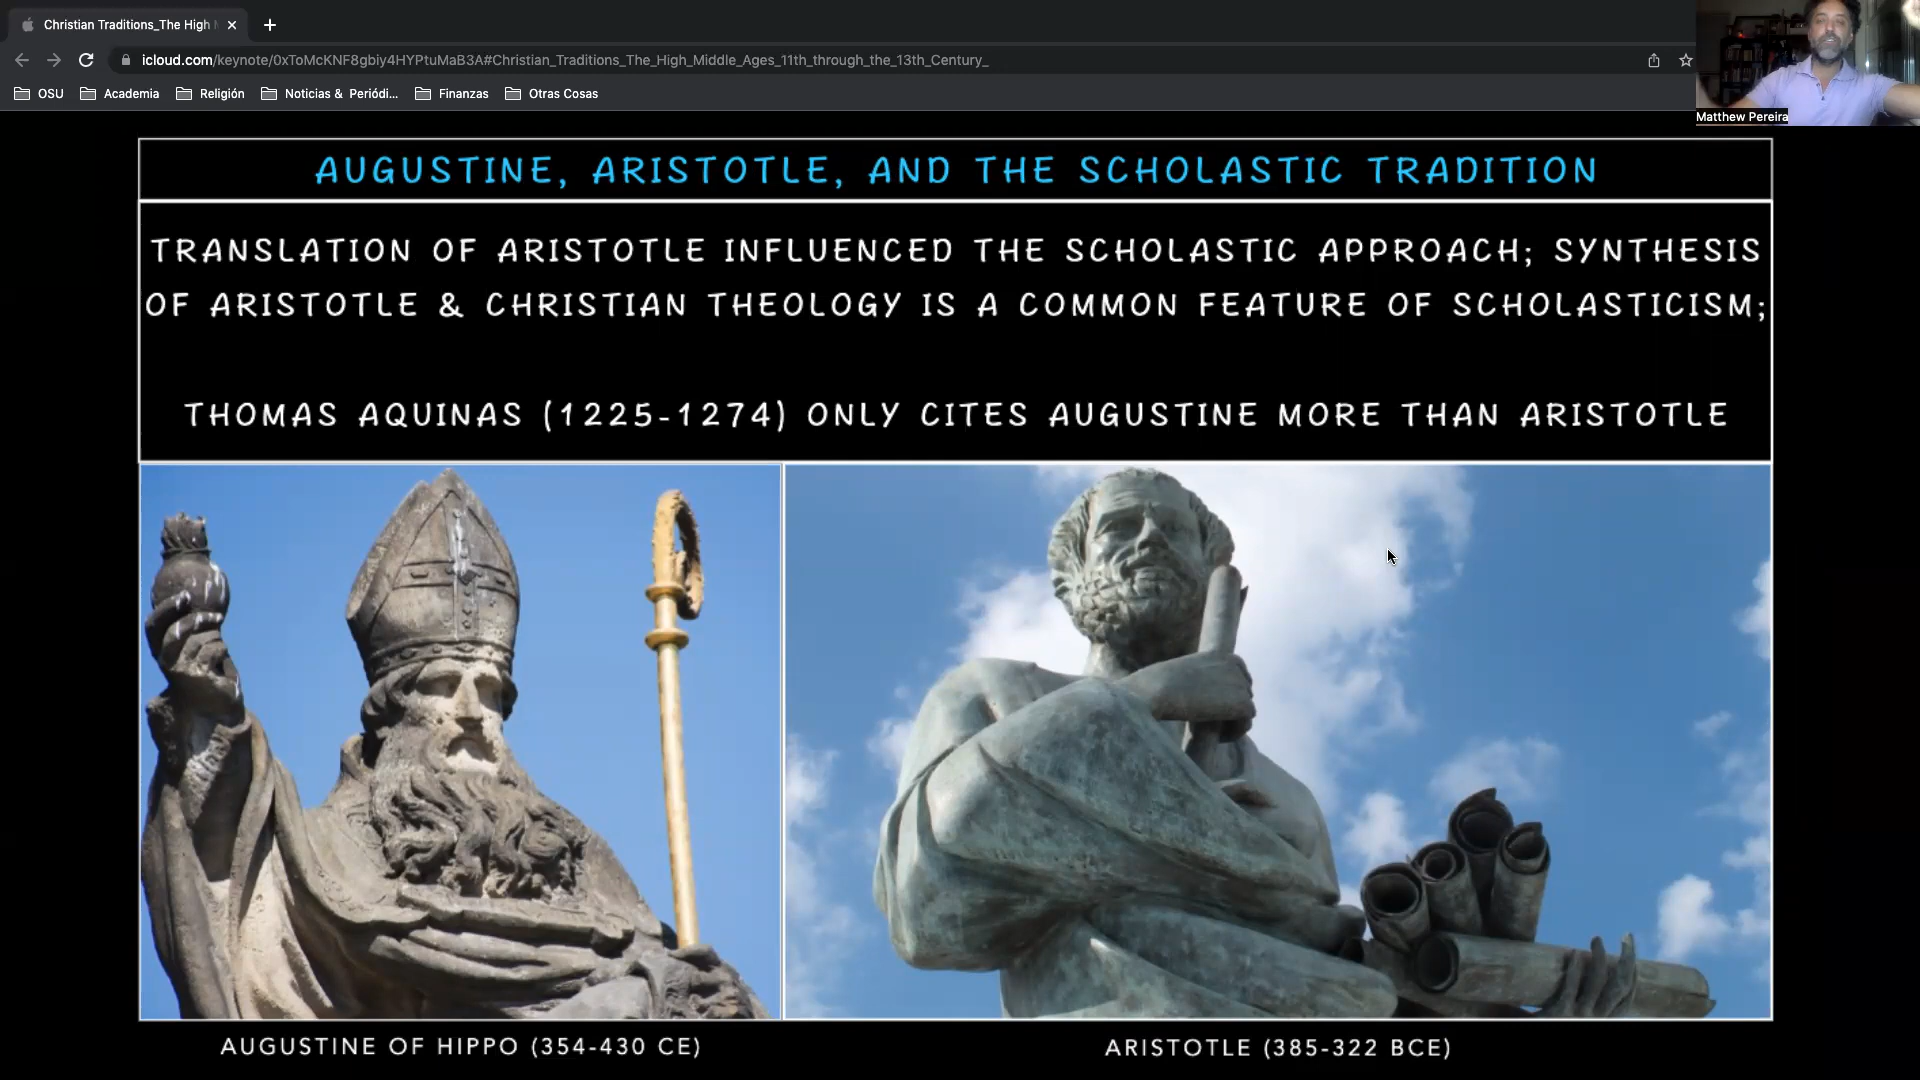 Christian_Traditions_The High
icloud.com/keynote/0xToMcKNF8gbiy4HYPtuMaB3A#Christian_Traditions_The_High_Middle_Ages_11th_through_the_13th_Century_
OSU Academia Religión Noticias & Periódi... Finanzas Otras Cosas
Matthew Pereira
AUGUSTINE, ARISTOTLE, AND THE SCHOLASTIC TRADITION
TRANSLATION OF ARISTOTLE INFLUENCED THE SCHOLASTIC APPROACH; SYNTHESIS
OF ARISTOTLE & CHRISTIAN THEOLOGY IS A COMMON FEATURE OF SCHOLASTICISM;
THOMAS AQUINAS (1225-1274) ONLY CITES AUGUSTINE MORE THAN ARISTOTLE
AUGUSTINE OF HIPPO (354-430 CE)
ARISTOTLE (385-322 BCE)